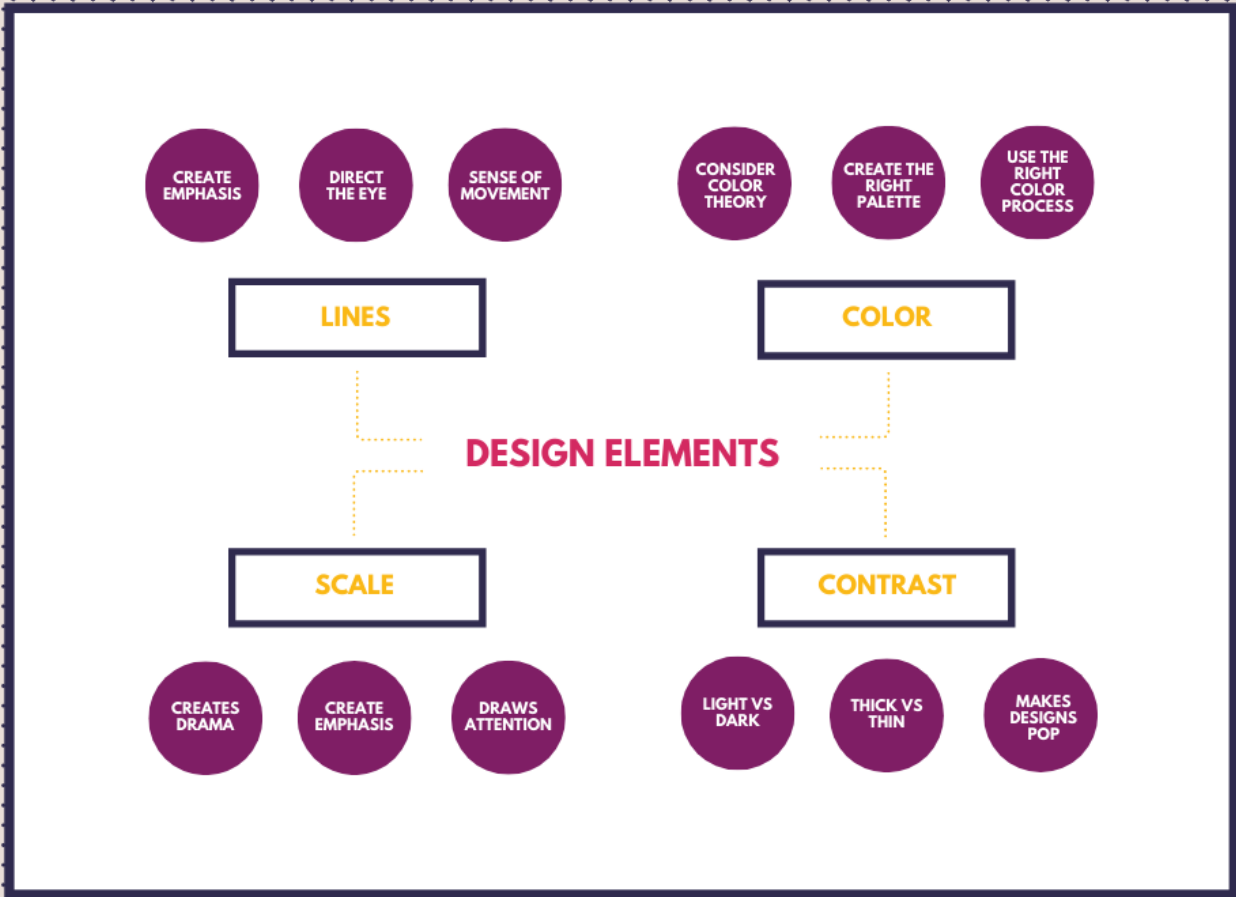 CREATE
EMPHASIS
DIRECT
THE EYE
SENSE OF
MOVEMENT
CONSIDER
COLOR
THEORY
CREATE THE
RIGHT
PALETTE
USE THE
RIGHT
COLOR
PROCESS
LINES
COLOR
DESIGN ELEMENTS
SCALE
CONTRAST
CREATES
DRAMA
CREATE
EMPHASIS
DRAWS
ATTENTION
LIGHT VS
DARK
THICK VS
THIN
MAKES
DESIGNS
POP